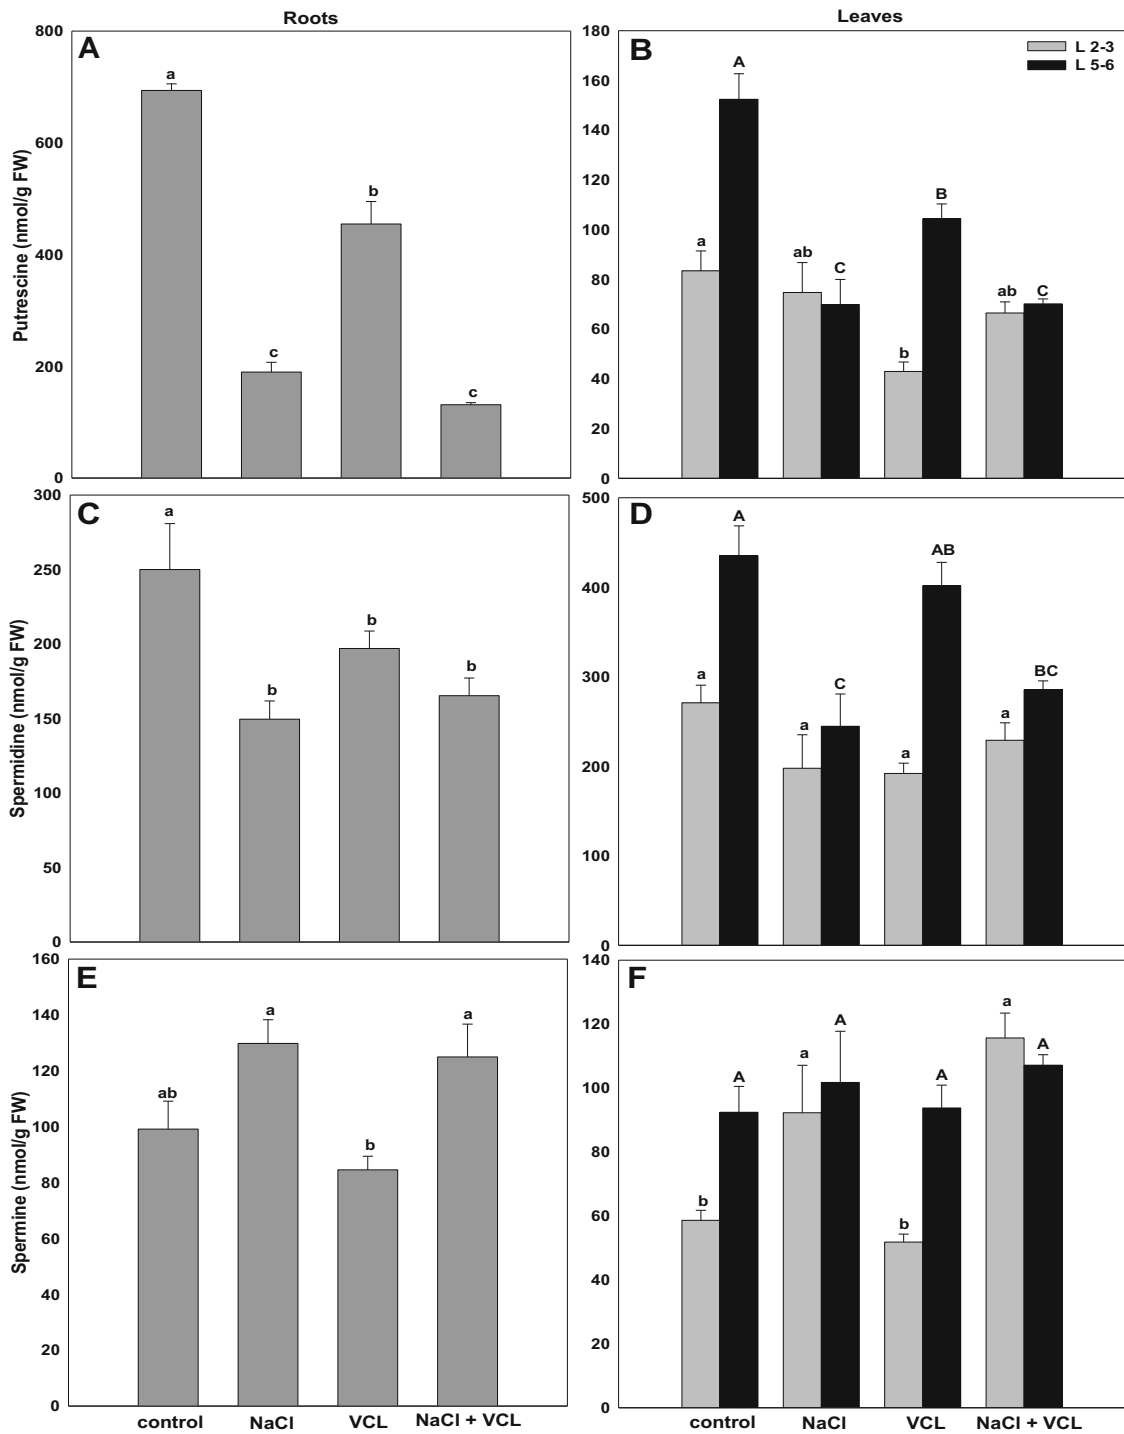 Roots
Leaves
A
Putrescine (nmol/g FW)
800
600
400
200
0
a
c
b
c
B
L 2-3
L 5-6
180
160
140
120
100
80
60
40
20
0
a
A
ab
C
b
B
ab
C
C
Spermidine (nmol/g FW)
300
250
200
150
100
50
0
a
b
b
b
D
500
400
300
200
100
0
a
A
a
C
a
AB
a
BC
E
Spermine (nmol/g FW)
160
140
120
100
80
60
40
20
0
ab
a
b
a
control NaCl VCL NaCl + VCL
F
140
120
100
80
60
40
20
0
b
A
a
A
b
A
a
A
control NaCl VCL NaCl + VCL